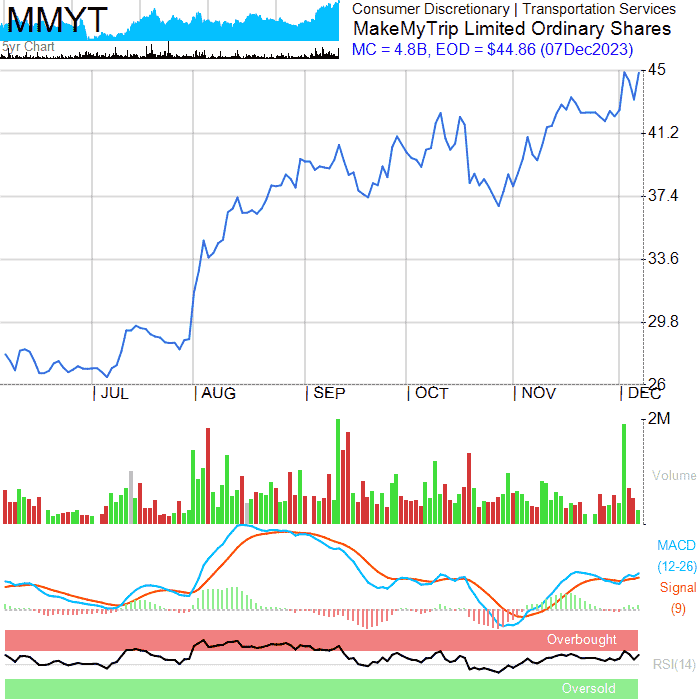 MMYT
5yr Chart
Consumer Discretionary | Transportation Services
MakeMyTrip Limited Ordinary Shares
MC = 4.8B, EOD = $44.86 (07Dec2023)
45
41.2
37.4
33.6
29.8
26
JUL
AUG
SEP
OCT
NOV
DEC
2M
Volume
MACD
(12-26)
Signal
(9)
Overbought
RSI(14)
Oversold